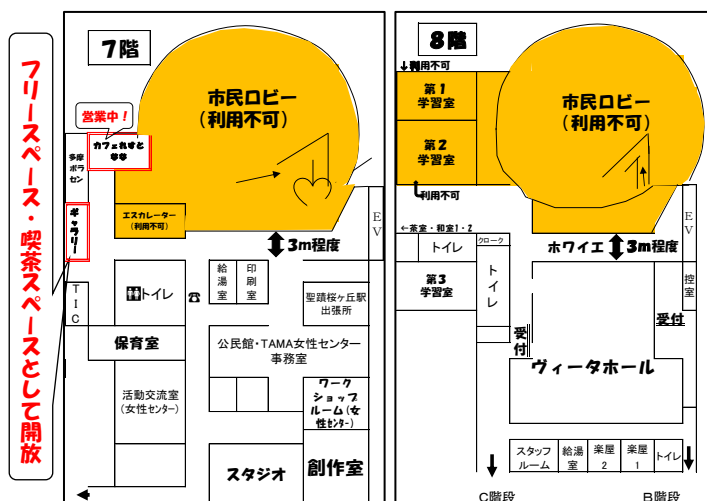 フリースペース・喫茶スペースとして開放
7階
市民ロビー
(利用不可)
営業中！
カフェれすと
奈奈
多摩
ボラ
セン
ギャラリー
エスカレーター
(利用不可)
EV
3m程度
TIC
トイレ
給湯室
印刷室
聖蹟桜ヶ丘駅
出張所
保育室
公民館・TAMA女性センター
事務室
活動交流室
(女性センター)
ワーク
ショップ
ルーム(女
性センター)
スタジオ
創作室
8階
↓利用不可
第1
学習室
第2
学習室
利用不可
市民ロビー
(利用不可)
EV
←茶室・和室1・2
トイレ
クローク
ホワイエ
3m程度
第3
学習室
トイレ
控室
受付
受付
ヴィータホール
スタッフ
ルーム
給湯
室
楽屋
2
楽屋
1
トイレ
C階段
B階段